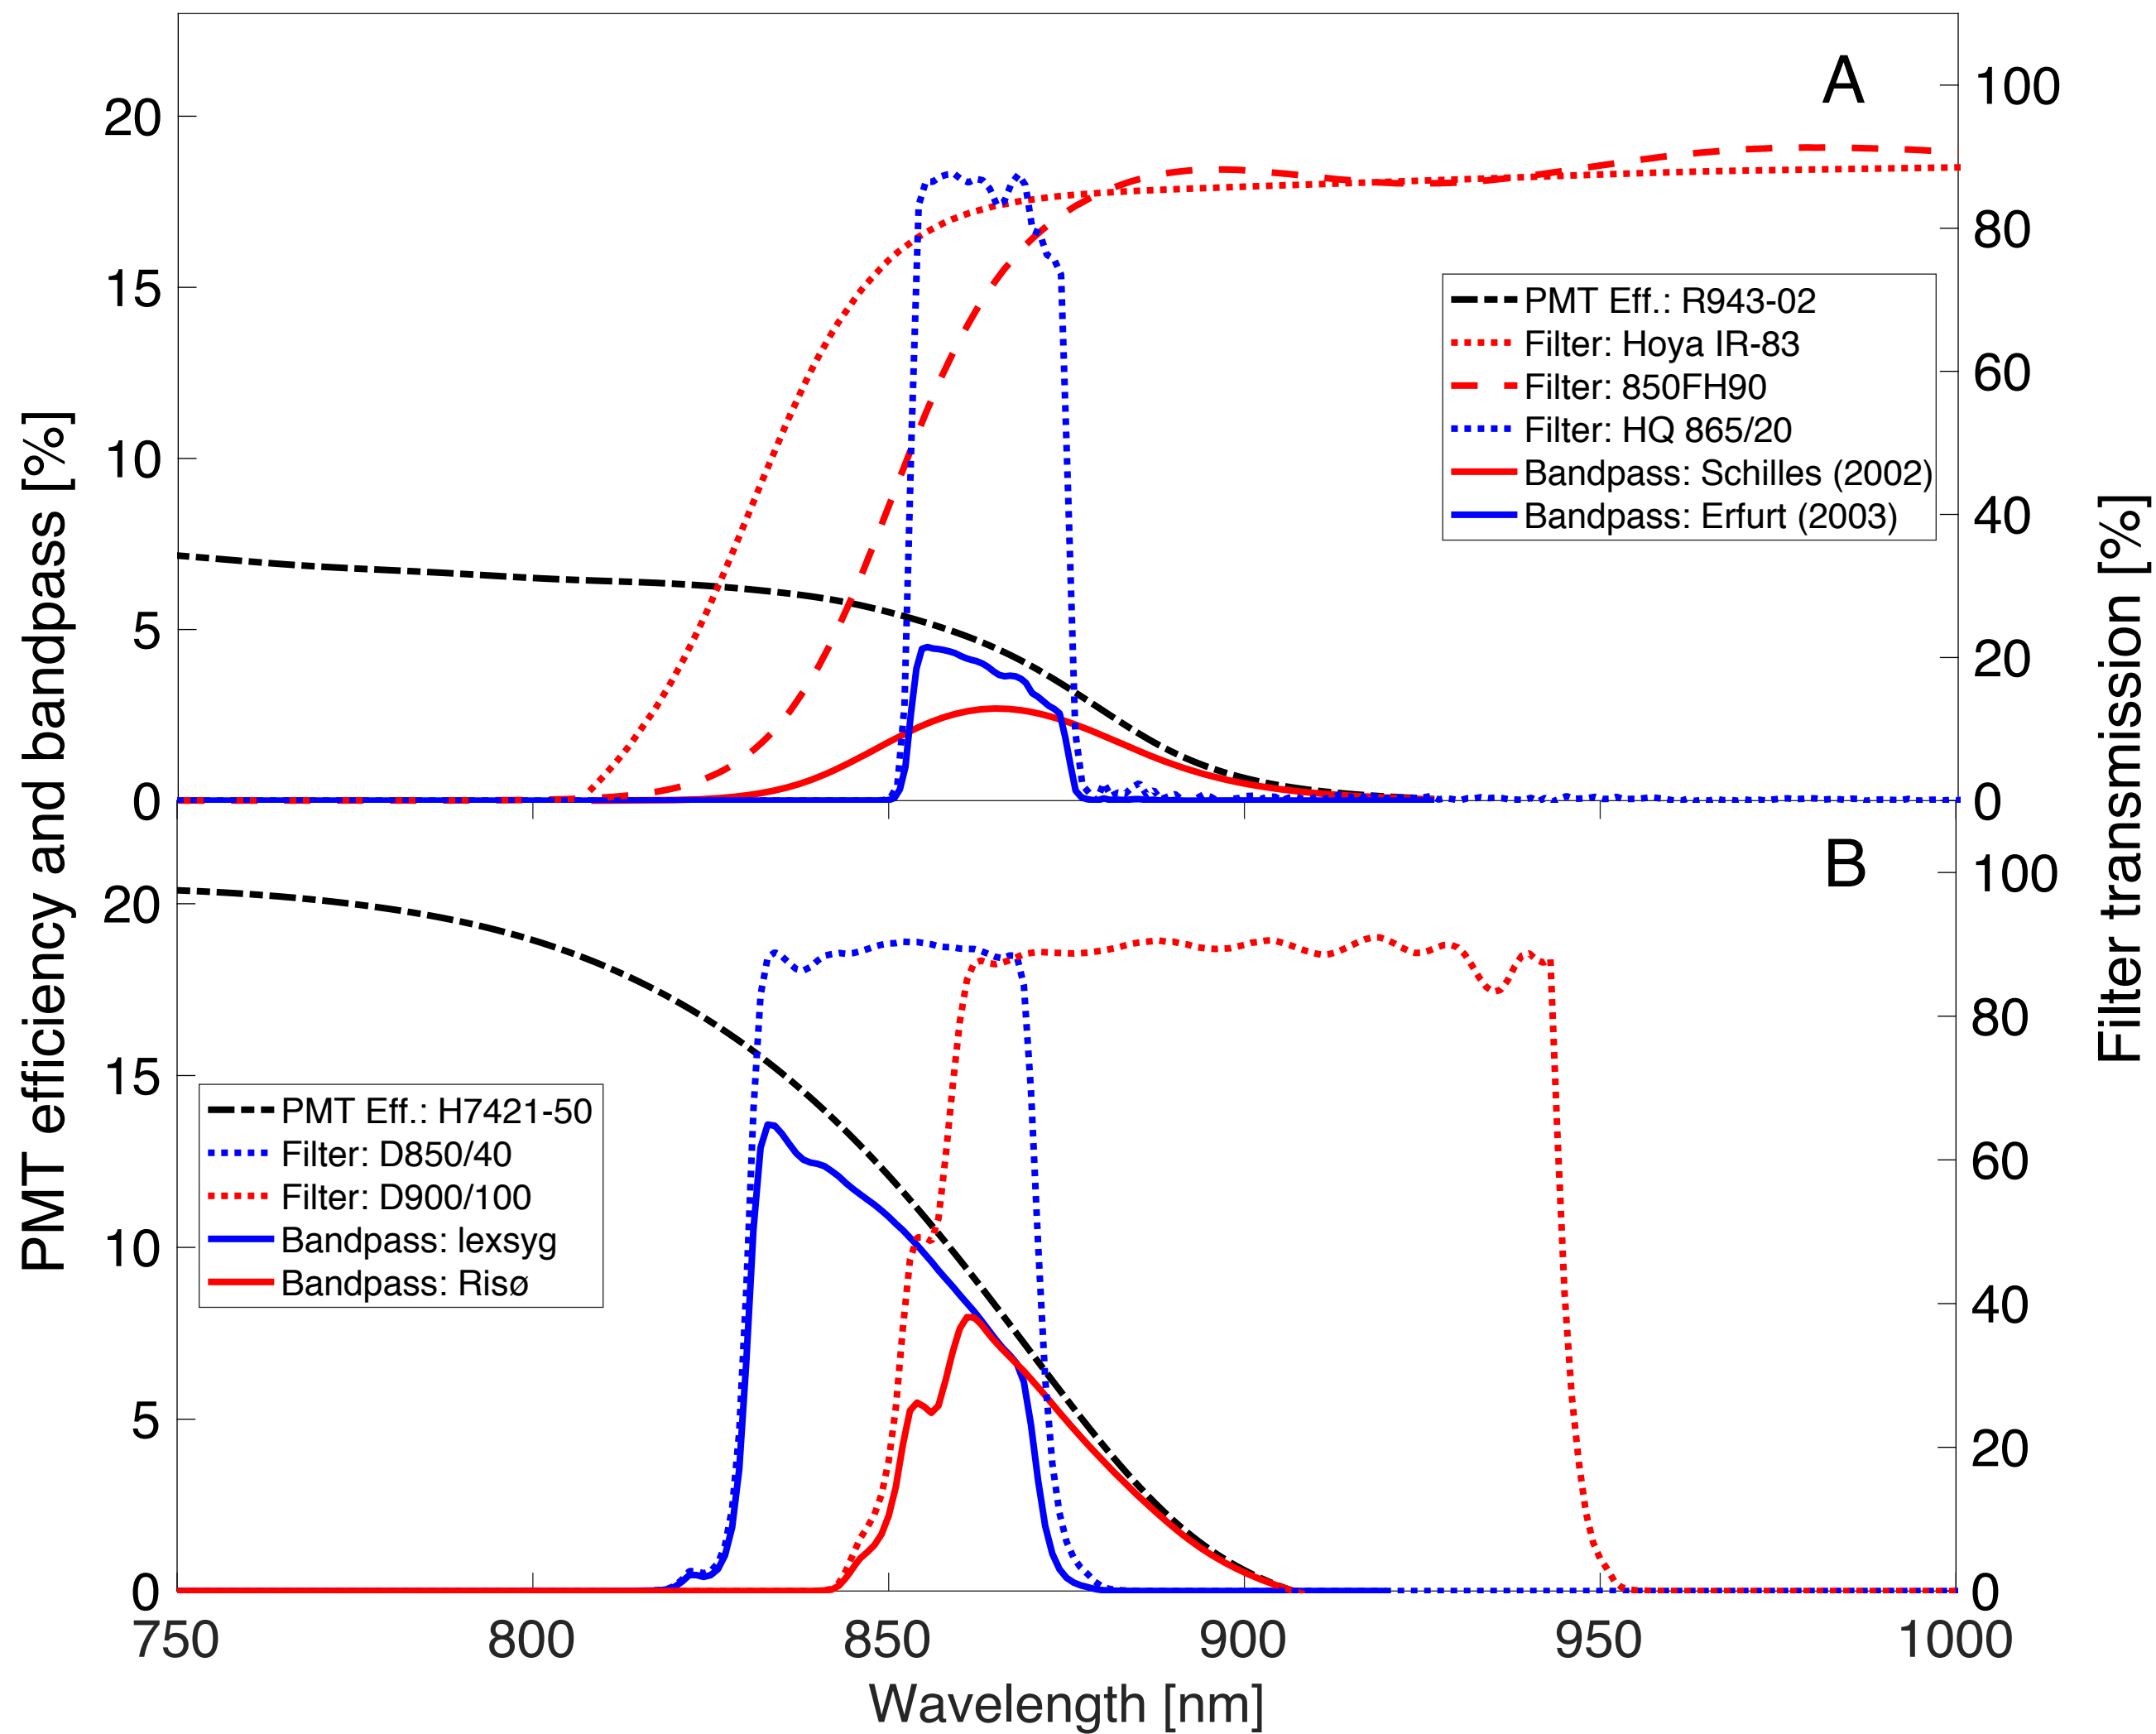 PMT efficiency and bandpass [%]
Filter transmission [%]
A
20
15
10
5
0
100
80
60
40
20
0
PMT Eff.: R943-02
Filter: Hoya IR-83
Filter: 850FH90
Filter: HQ 865/20
Bandpass: Schilles (2002)
Bandpass: Erfurt (2003)
B
20
15
10
5
0
100
80
60
40
20
0
PMT Eff.: H7421-50
Filter: D850/40
Filter: D900/100
Bandpass: lexsyg
Bandpass: Risø
750 800 850 900 950 1000
Wavelength [nm]